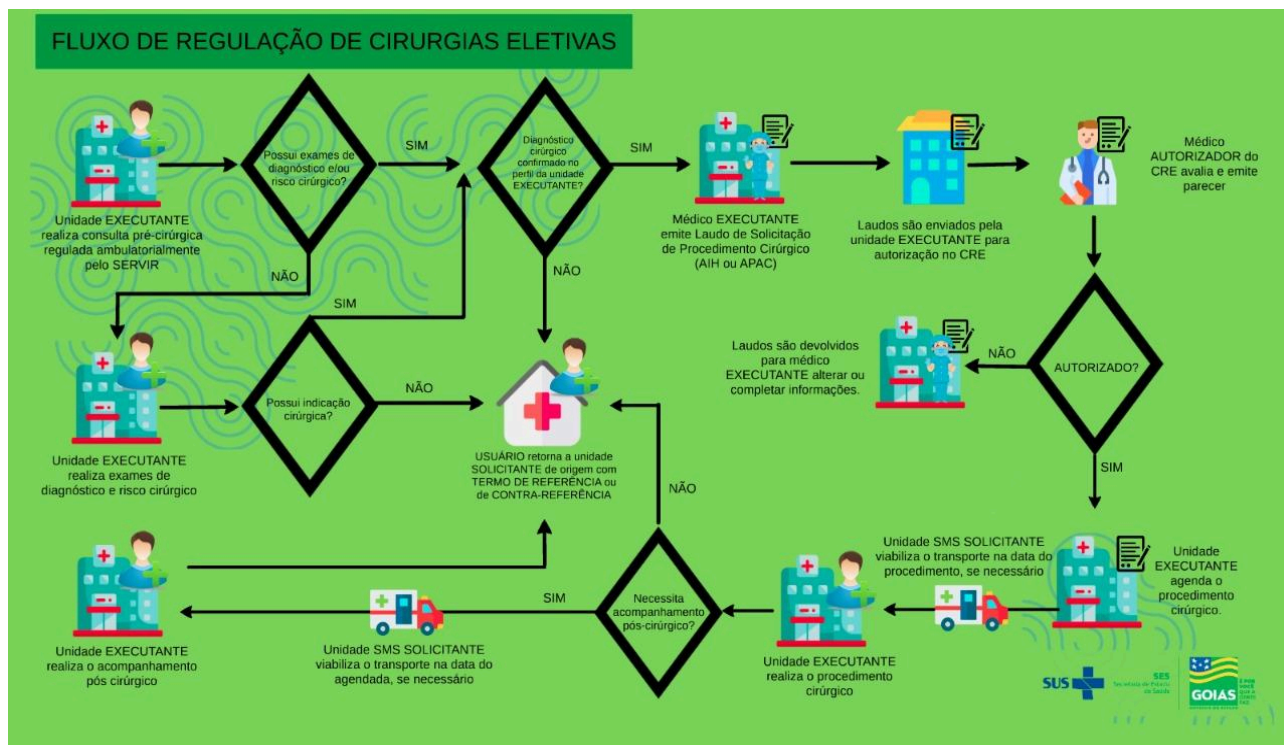 FLUXO DE REGULAÇÃO DE CIRURGIAS ELETIVAS
Unidade EXECUTANTE
realiza consulta pré-cirúrgica
regulada ambulatorialmente
pelo SERVIR
Possui exames de
diagnóstico e/ou
risco cirúrgico?
SIM
NÃO
Diagnóstico
cirúrgico
confirmado no
perfil da unidade
EXECUTANTE?
SIM
NÃO
Médico EXECUTANTE
emite Laudo de Solicitação
de Procedimento Cirúrgico
(AIH ou APAC)
Laudos são enviados pela
unidade EXECUTANTE para
autorização no CRE
Médico
AUTORIZADOR do
CRE avalia e emite
parecer
Unidade EXECUTANTE
realiza exames de
diagnóstico e risco cirúrgico
Possui indicação
cirúrgica?
SIM
NÃO
USUÁRIO retorna a unidade
SOLICITANTE de origem com
TERMO DE REFERÊNCIA ou
de CONTRA-REFERÊNCIA
Laudos são devolvidos
para médico
EXECUTANTE alterar ou
completar informações.
NÃO
AUTORIZADO?
SIM
Unidade
EXECUTANTE
agenda o
procedimento
cirúrgico.
Unidade SMS SOLICITANTE
viabiliza o transporte na data do
procedimento, se necessário
Unidade EXECUTANTE
realiza o procedimento
cirúrgico
Necessita
acompanhamento
pós-cirúrgico?
NÃO
SIM
Unidade SMS SOLICITANTE
viabiliza o transporte na data do
agendada, se necessário
Unidade EXECUTANTE
realiza o acompanhamento
pós cirúrgico
SUS
SES
Secretaria de Estado
da Saúde
GOIÁS